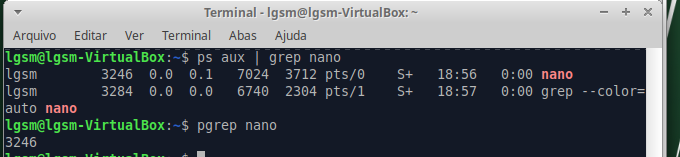 Terminal - lgsm@lgsm-VirtualBox: ~
Arquivo Editar Ver Terminal Abas Ajuda
lgsm@lgsm-VirtualBox:~$ ps aux | grep nano
lgsm 3246 0.0 0.1 7024 3712 pts/0 S+ 18:56 0:00 nano
lgsm 3284 0.0 0.0 6740 2304 pts/1 S+ 18:57 0:00 grep --color=
auto nano
lgsm@lgsm-VirtualBox:~$ pgrep nano
3246
lgsm@lgsm-VirtualBox:~$